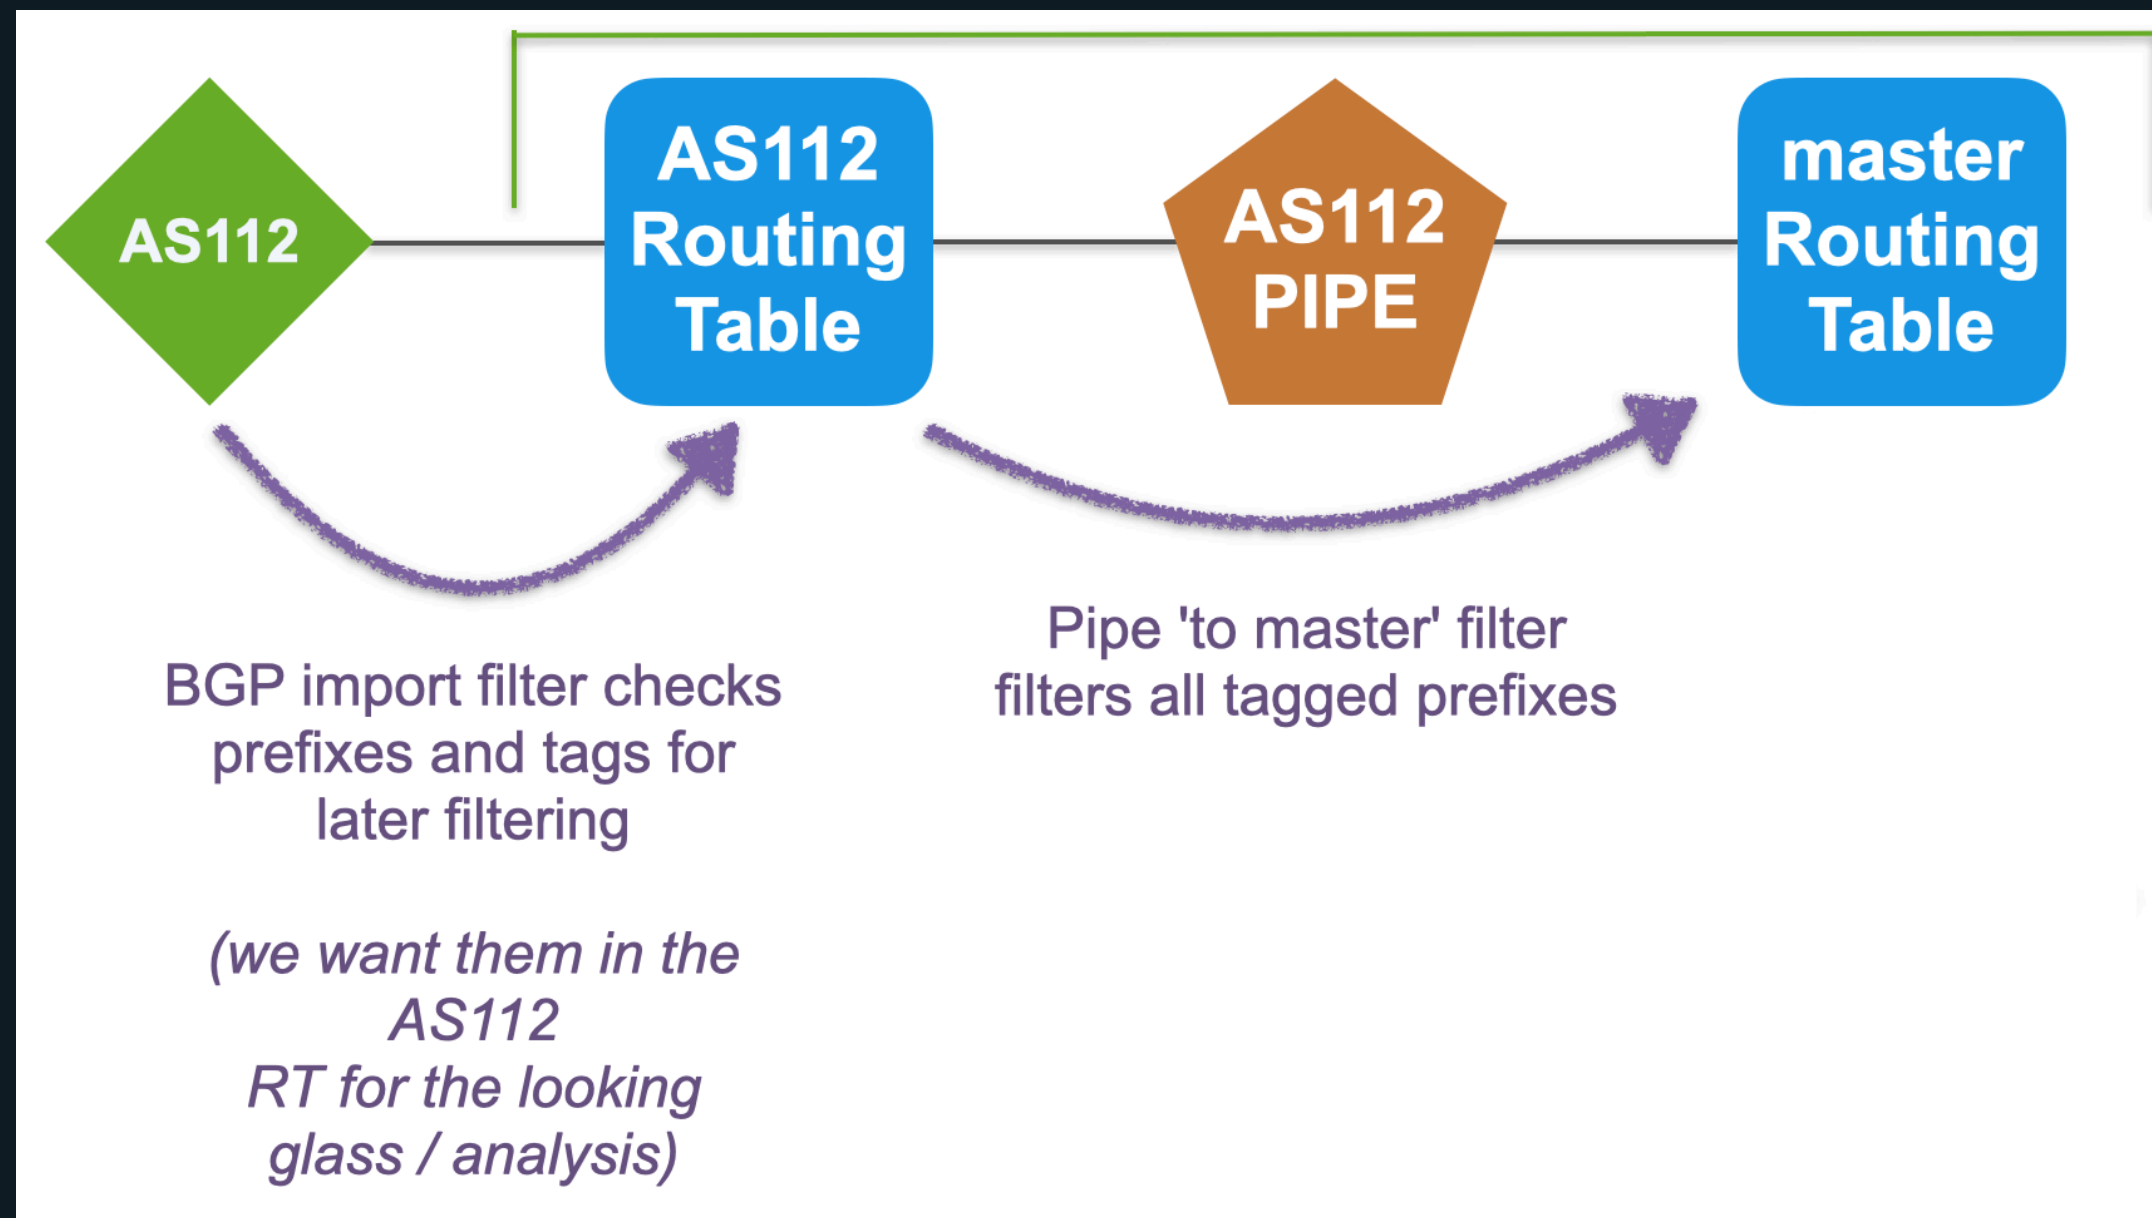 AS112
AS112
Routing
Table
AS112
PIPE
master
Routing
Table
BGP import filter checks
prefixes and tags for
later filtering
(we want them in the
AS112
RT for the looking
glass / analysis)
Pipe 'to master' filter
filters all tagged prefixes